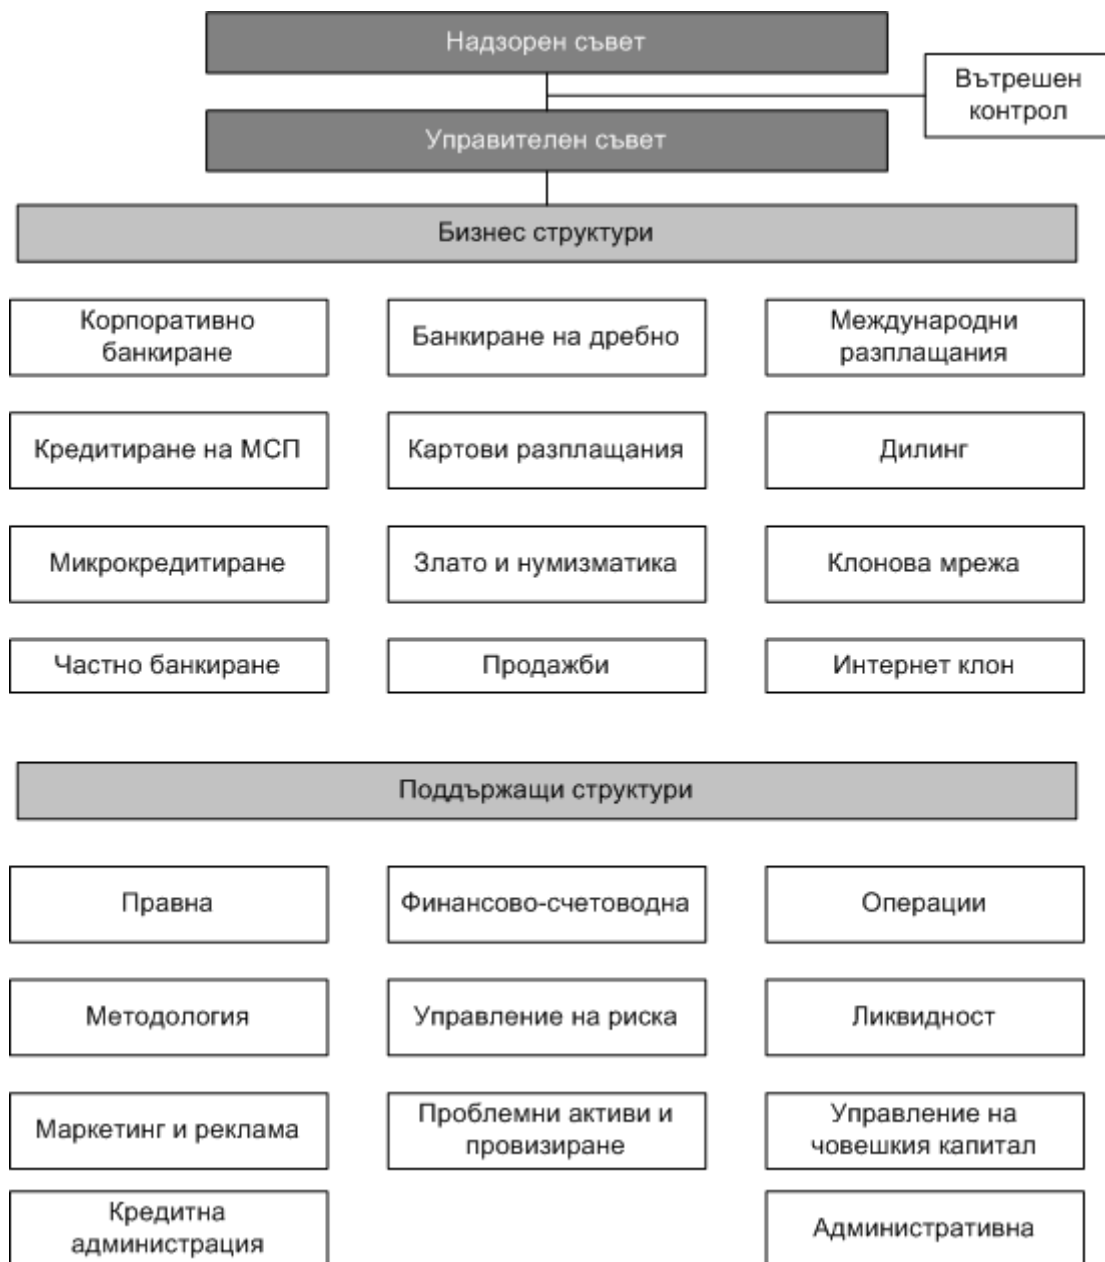 Надзорен съвет
Вътрешен
контрол
Управителен съвет
Бизнес структури
Корпоративно
банкиране
Банкиране на дребно
Международни
разплащания
Кредитиране на МСП
Картови разплащания
Дилинг
Микрокредитиране
Злато и нумизматика
Клонова мрежа
Частно банкиране
Продажби
Интернет клон
Поддържащи структури
Правна
Финансово-счетоводна
Операции
Методология
Управление на риска
Ликвидност
Маркетинг и реклама
Проблемни активи и
провизиране
Управление на
човешкия капитал
Кредитна
администрация
Административна